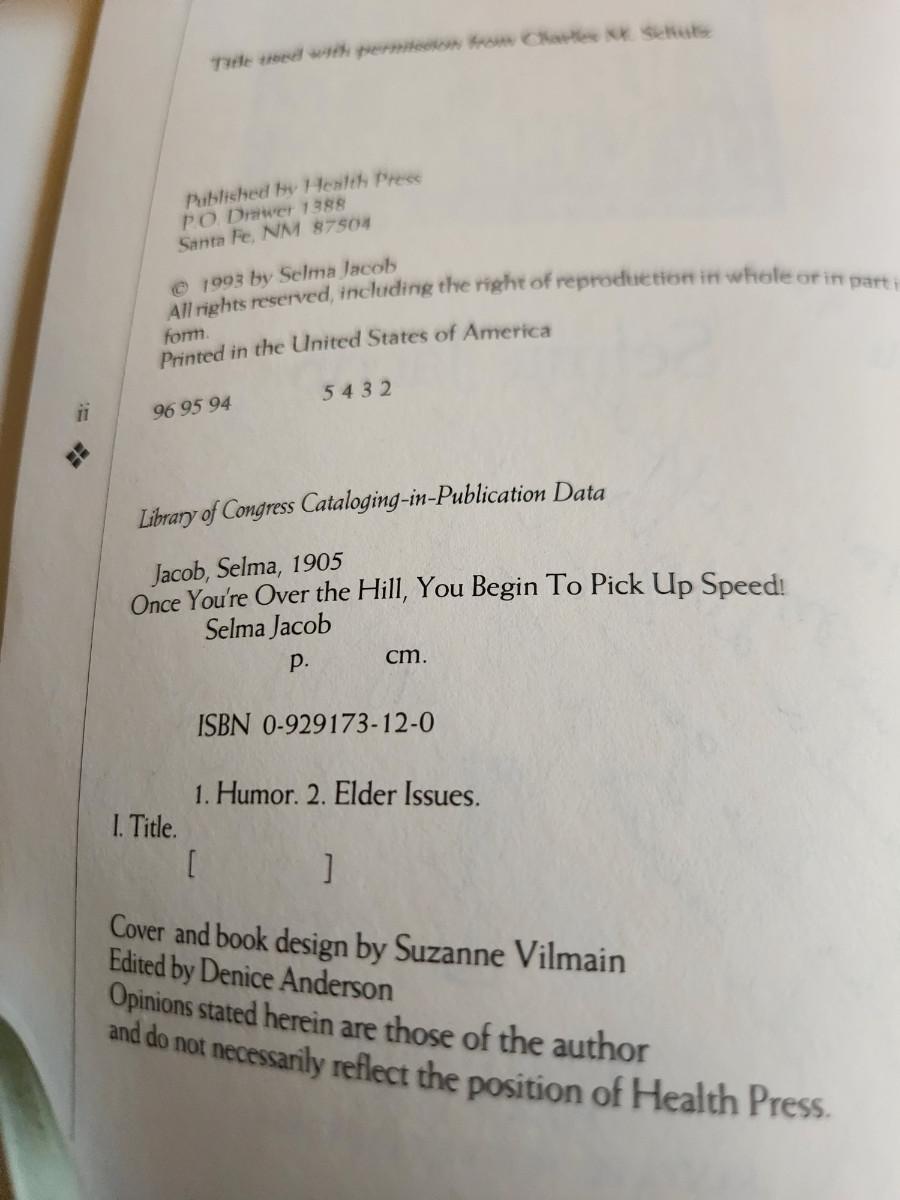 Title used with permission from Charles M. Schulz
Published by Health Press
P.O. Drawer 1388
Santa Fe, NM 87504
© 1993 by Selma Jacob
All rights reserved, including the right of reproduction in whole or in part i
form.
Printed in the United States of America
96 95 94 5 4 3 2
ii
Library of Congress Cataloging-in-Publication Data
Jacob, Selma, 1905
Once You're Over the Hill, You Begin To Pick Up Speed!
Selma Jacob
p. cm.
ISBN 0-929173-12-0
1. Humor. 2. Elder Issues.
I. Title.
[ ]
Cover and book design by Suzanne Vilmain
Edited by Denice Anderson
Opinions stated herein are those of the author
and do not necessarily reflect the position of Health Press.